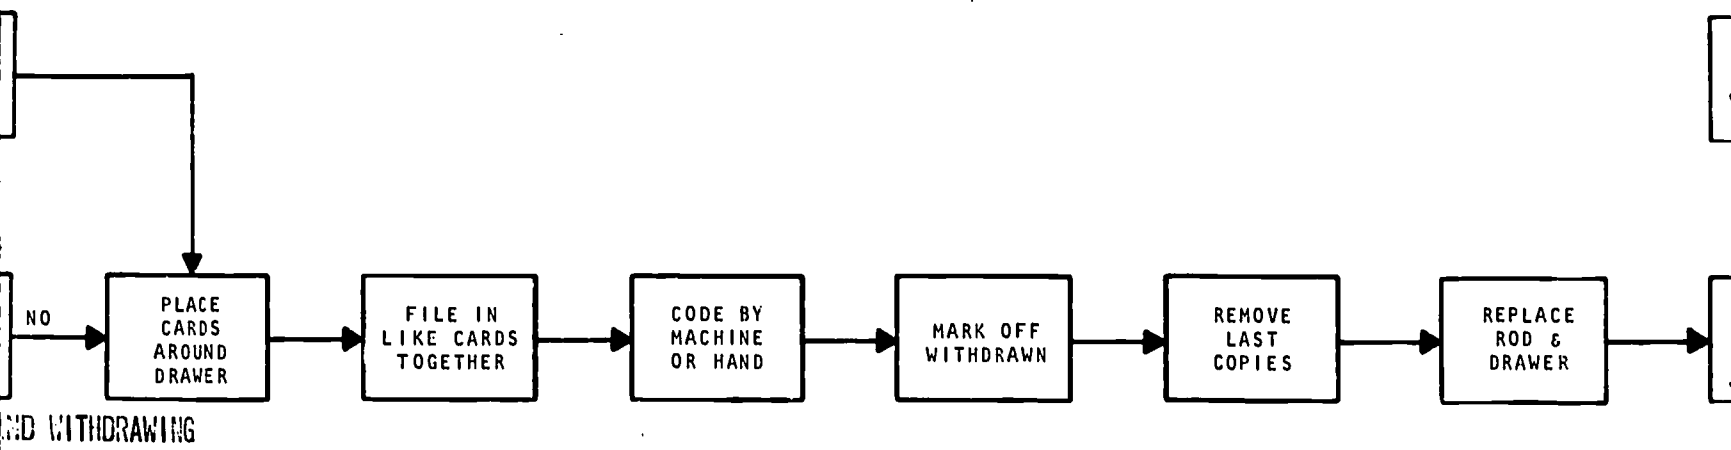 NO
PLACE
CARDS
AROUND
DRAWER
FILE IN
LIKE CARDS
TOGETHER
CODE BY
MACHINE
OR HAND
MARK OFF
WITHDRAWN
REMOVE
LAST
COPIES
REPLACE
ROD &
DRAWER
WITHDRAWING